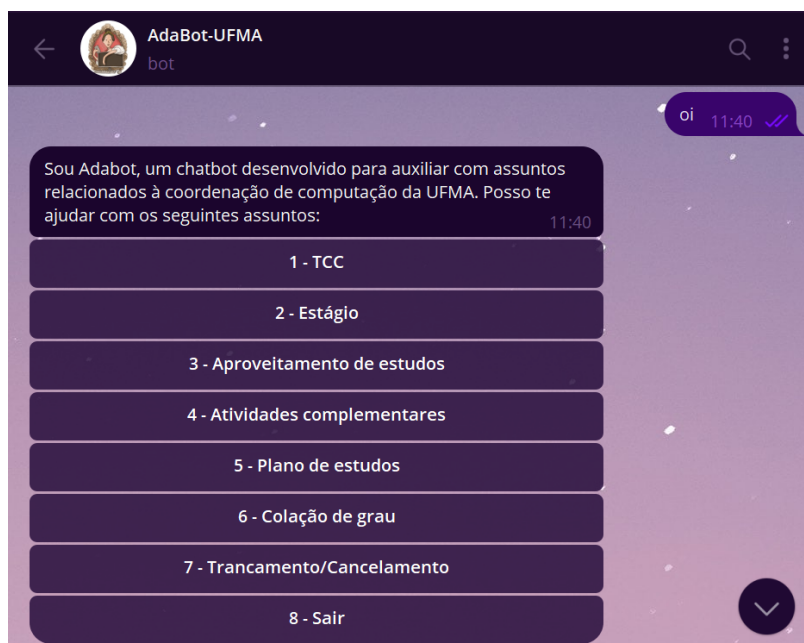 AdaBot-UFMA
bot
oi 11:40
Sou Adabot, um chatbot desenvolvido para auxiliar com assuntos
relacionados à coordenação de computação da UFMA. Posso te
ajudar com os seguintes assuntos: 11:40
1 - TCC
2 - Estágio
3 - Aproveitamento de estudos
4 - Atividades complementares
5 - Plano de estudos
6 - Colação de grau
7 - Trancamento/Cancelamento
8 - Sair